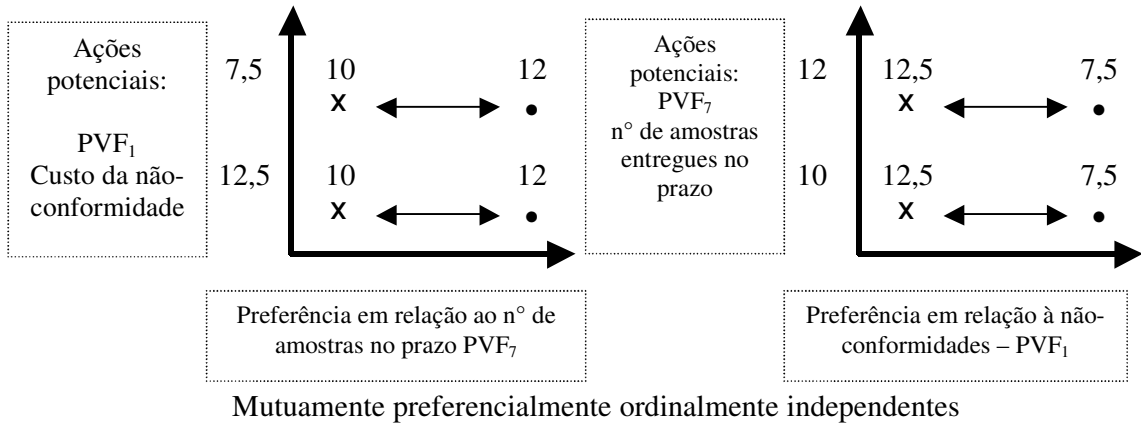 Ações
potenciais:
PVF₁
Custo da não-
conformidade
7,5
10
12
x
•
12,5
10
12
x
•
Preferência em relação ao n° de
amostras no prazo PVF₇
Ações
potenciais:
PVF₇
n° de amostras
entregues no
prazo
12
12,5
7,5
x
•
10
12,5
7,5
x
•
Preferência em relação à não-
conformidades – PVF₁
Mutuamente preferencialmente ordinalmente independentes